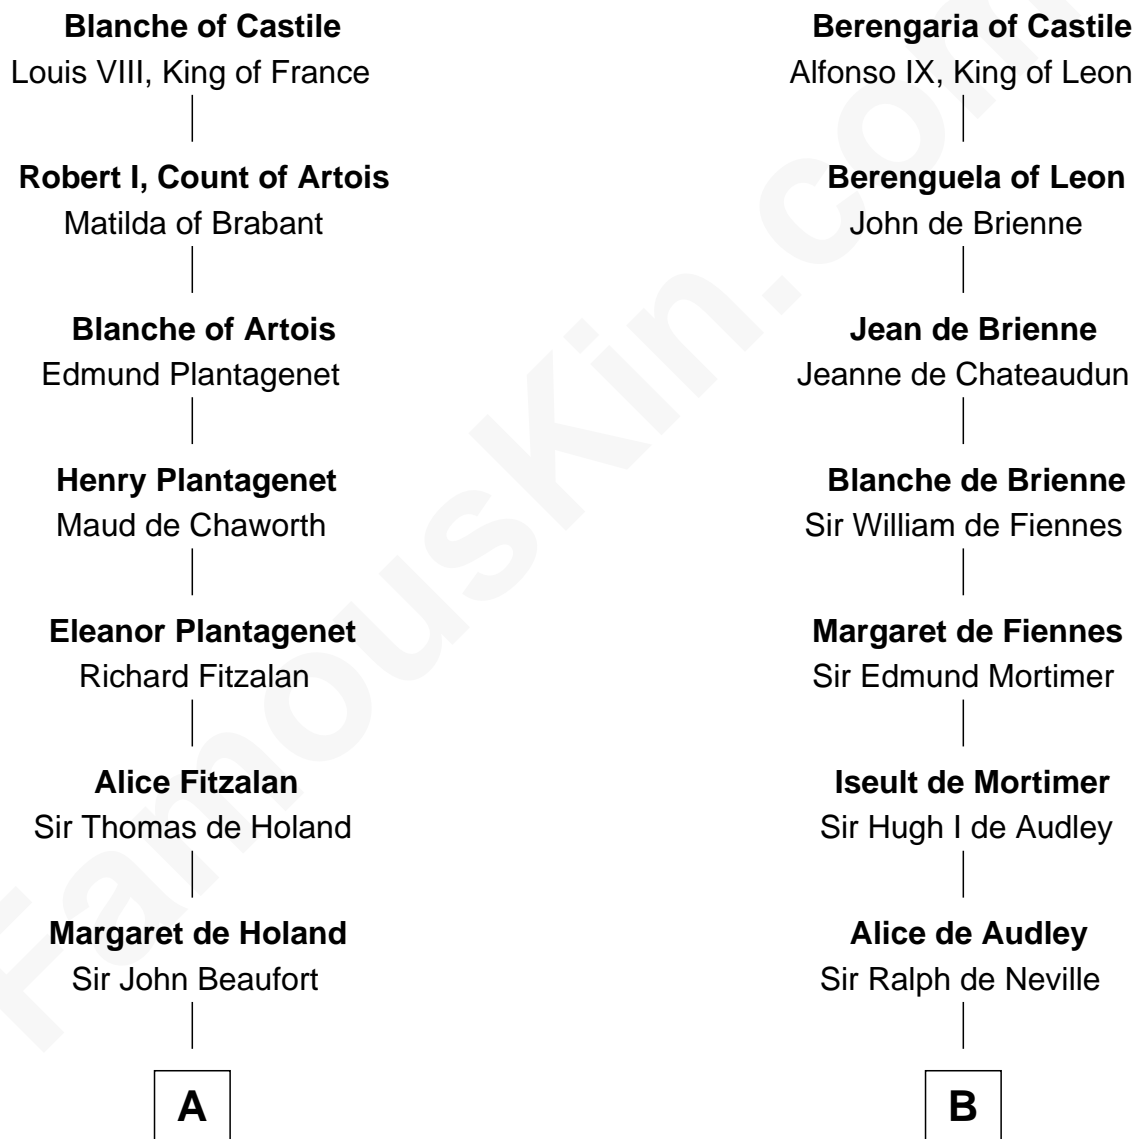 Blanche of Castile
Louis VIII, King of France
Robert I, Count of Artois
Matilda of Brabant
Blanche of Artois
Edmund Plantagenet
Henry Plantagenet
Maud de Chaworth
Eleanor Plantagenet
Richard Fitzalan
Alice Fitzalan
Sir Thomas de Holand
Margaret de Holand
Sir John Beaufort
A
Berengaria of Castile
Alfonso IX, King of Leon
Berenguela of Leon
John de Brienne
Jean de Brienne
Jeanne de Chateaudun
Blanche de Brienne
Sir William de Fiennes
Margaret de Fiennes
Sir Edmund Mortimer
Iseult de Mortimer
Sir Hugh I de Audley
Alice de Audley
Sir Ralph de Neville
B
FamousKin.com